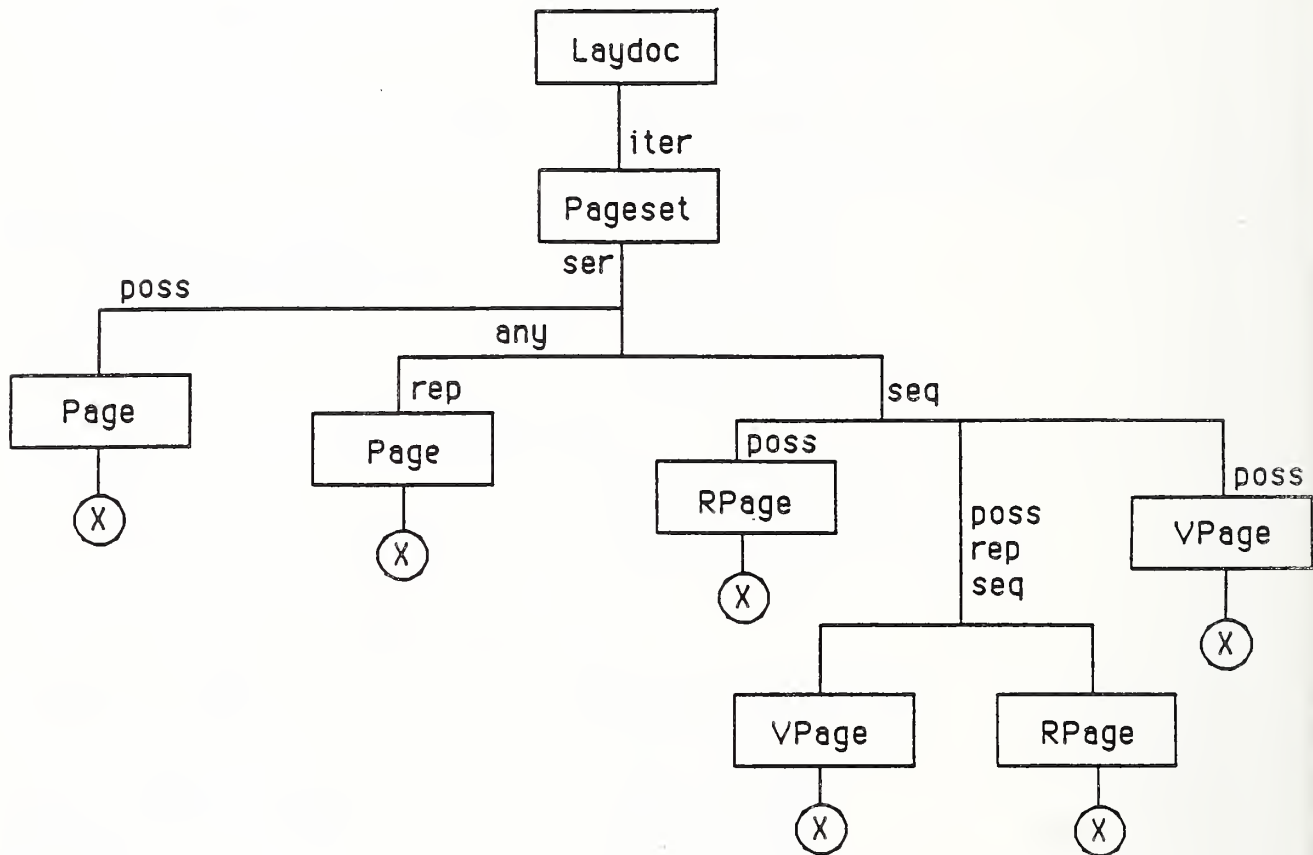 Laydoc
iter
Pageset
ser
poss
any
rep
seq
Page
Page
poss
RPage
poss
rep
seq
poss
VPage
X
X
X
X
VPage
RPage
X
X